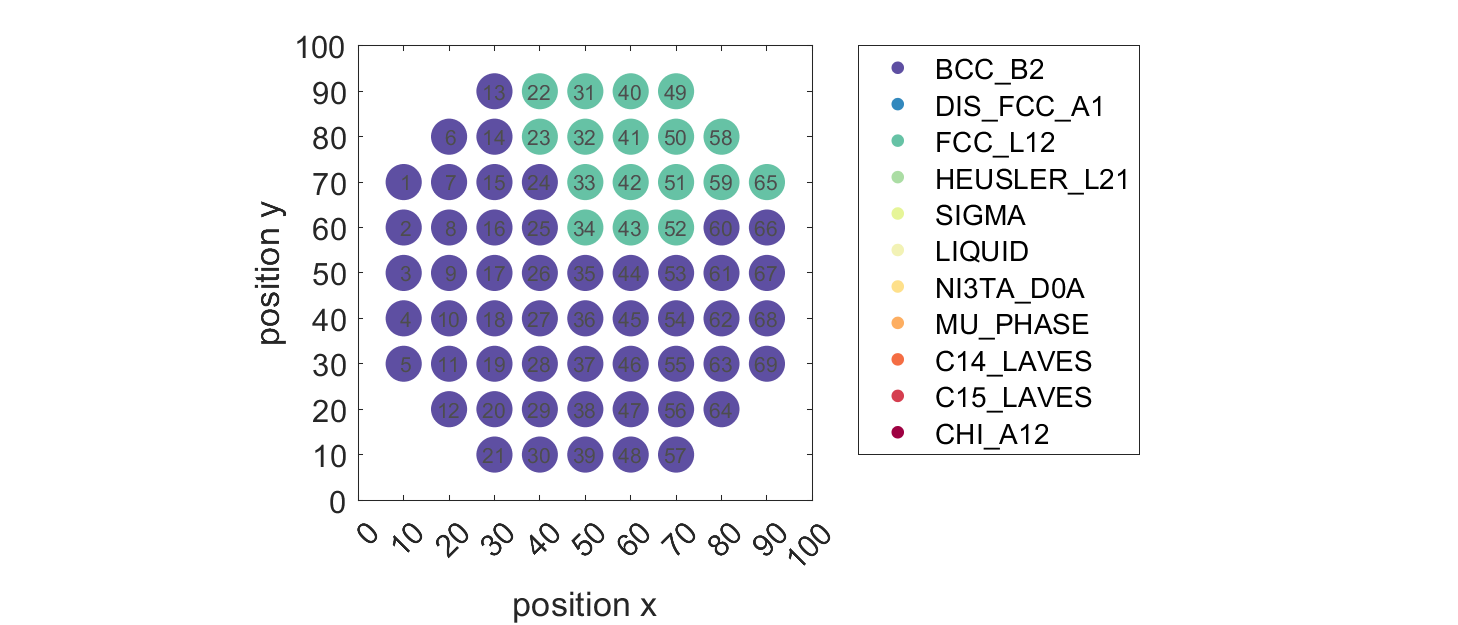 100
90
80
70
60
50
40
30
20
10
0
position y
13 22 31 40 49
6 14 23 32 41 50 58
1 7 15 24 33 42 51 59 65
2 8 16 25 34 43 52 60 66
3 9 17 26 35 44 53 61 67
4 10 18 27 36 45 54 62 68
5 11 19 28 37 46 55 63 69
12 20 29 38 47 56 64
21 30 39 48 57
0 10 20 30 40 50 60 70 80 90 100
position x
BCC_B2
DIS_FCC_A1
FCC_L12
HEUSLER_L21
SIGMA
LIQUID
NI3TA_D0A
MU_PHASE
C14_LAVES
C15_LAVES
CHI_A12